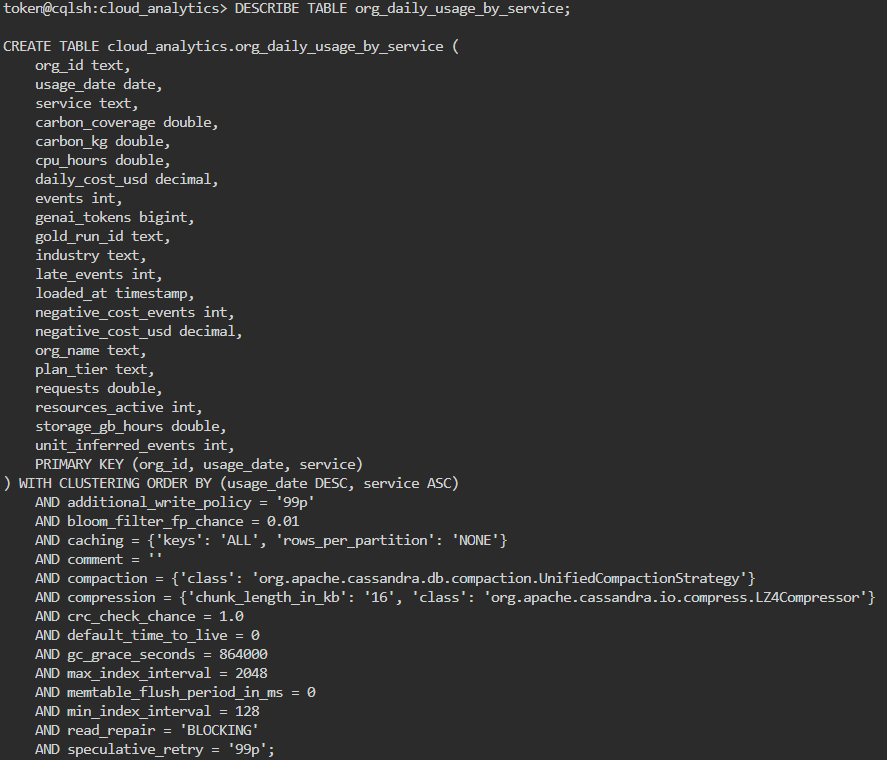 token@cqlsh:cloud_analytics> DESCRIBE TABLE org_daily_usage_by_service;

CREATE TABLE cloud_analytics.org_daily_usage_by_service (
    org_id text,
    usage_date date,
    service text,
    carbon_coverage double,
    carbon_kg double,
    cpu_hours double,
    daily_cost_usd decimal,
    events int,
    genai_tokens bigint,
    gold_run_id text,
    industry text,
    late_events int,
    loaded_at timestamp,
    negative_cost_events int,
    negative_cost_usd decimal,
    org_name text,
    plan_tier text,
    requests double,
    resources_active int,
    storage_gb_hours double,
    unit_inferred_events int,
    PRIMARY KEY (org_id, usage_date, service)
) WITH CLUSTERING ORDER BY (usage_date DESC, service ASC)
    AND additional_write_policy = '99p'
    AND bloom_filter_fp_chance = 0.01
    AND caching = {'keys': 'ALL', 'rows_per_partition': 'NONE'}
    AND comment = ''
    AND compaction = {'class': 'org.apache.cassandra.db.compaction.UnifiedCompactionStrategy'}
    AND compression = {'chunk_length_in_kb': '16', 'class': 'org.apache.cassandra.io.compress.LZ4Compressor'}
    AND crc_check_chance = 1.0
    AND default_time_to_live = 0
    AND gc_grace_seconds = 864000
    AND max_index_interval = 2048
    AND memtable_flush_period_in_ms = 0
    AND min_index_interval = 128
    AND read_repair = 'BLOCKING'
    AND speculative_retry = '99p';